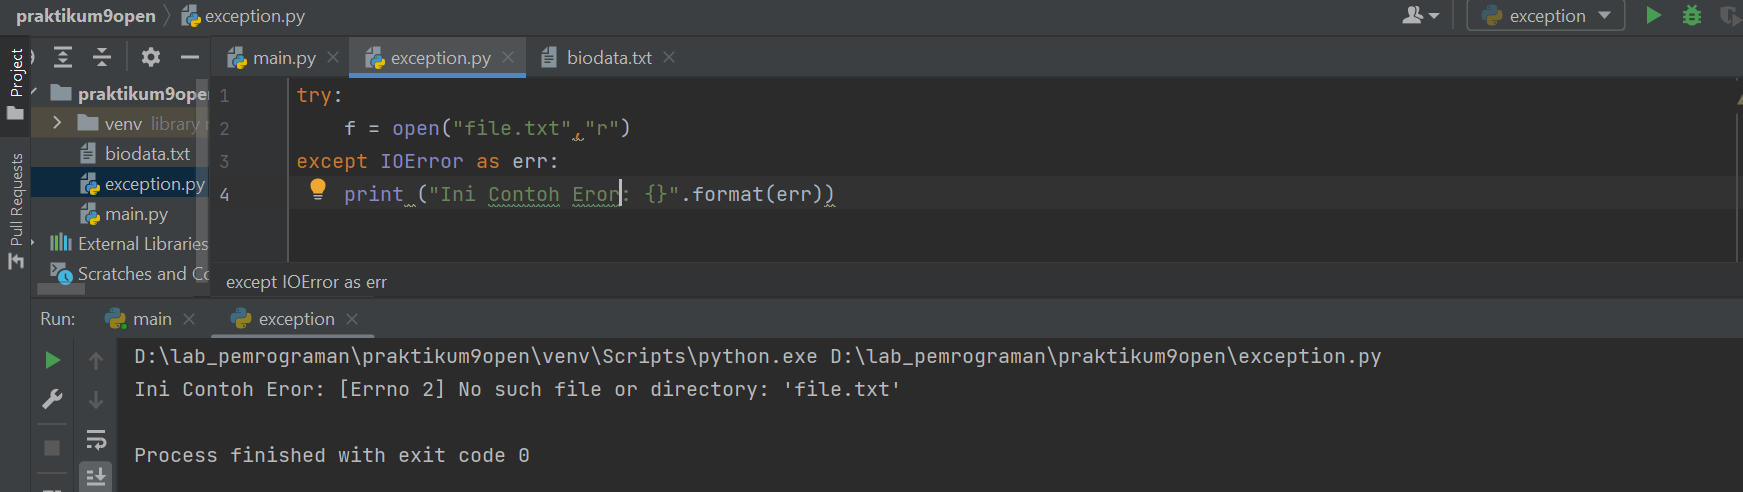 praktikum9open exception.py exception
Project
main.py exception.py biodata.txt
praktikum9ope
venv library
biodata.txt
exception.py
main.py
External Libraries
Scratches and Co
Pull Requests
1 try:
2 f = open("file.txt","r")
3 except IOError as err:
4 print ("Ini Contoh Eror: {}".format(err))
except IOError as err
Run: main exception
D:\lab_pemrograman\praktikum9open\venv\Scripts\python.exe D:\lab_pemrograman\praktikum9open\exception.py
Ini Contoh Eror: [Errno 2] No such file or directory: 'file.txt'
Process finished with exit code 0